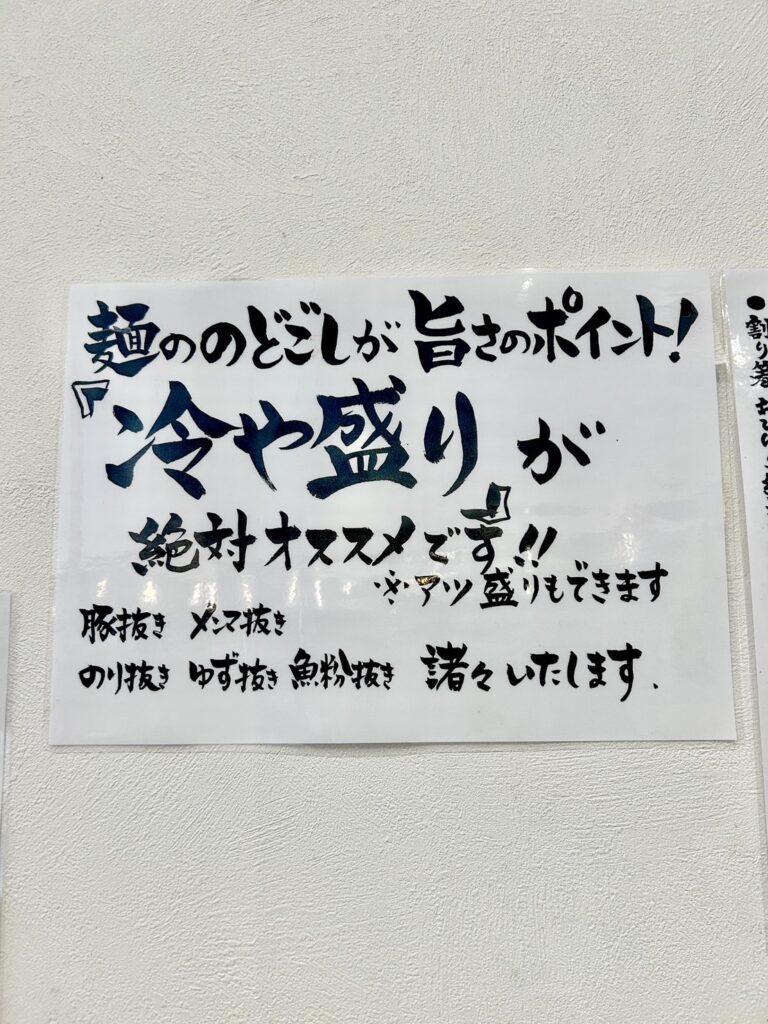 麺ののどごしが旨さのポイント!
『冷や盛り』が
絶対オススメです!!
※アツ盛りもできます
豚抜き メンマ抜き
のり抜き ゆず抜き 魚粉抜き 諸々いたします.
●割り箸